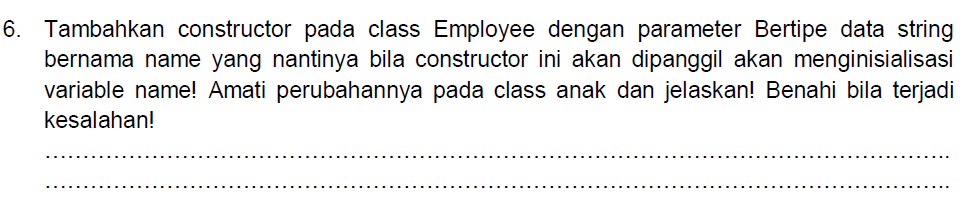 6. Tambahkan constructor pada class Employee dengan parameter Bertipe data string
bernama name yang nantinya bila constructor ini akan dipanggil akan menginisialisasi
variable name! Amati perubahannya pada class anak dan jelaskan! Benahi bila terjadi
kesalahan!
……………………………………………………………………………………………………..
……………………………………………………………………………………………………..